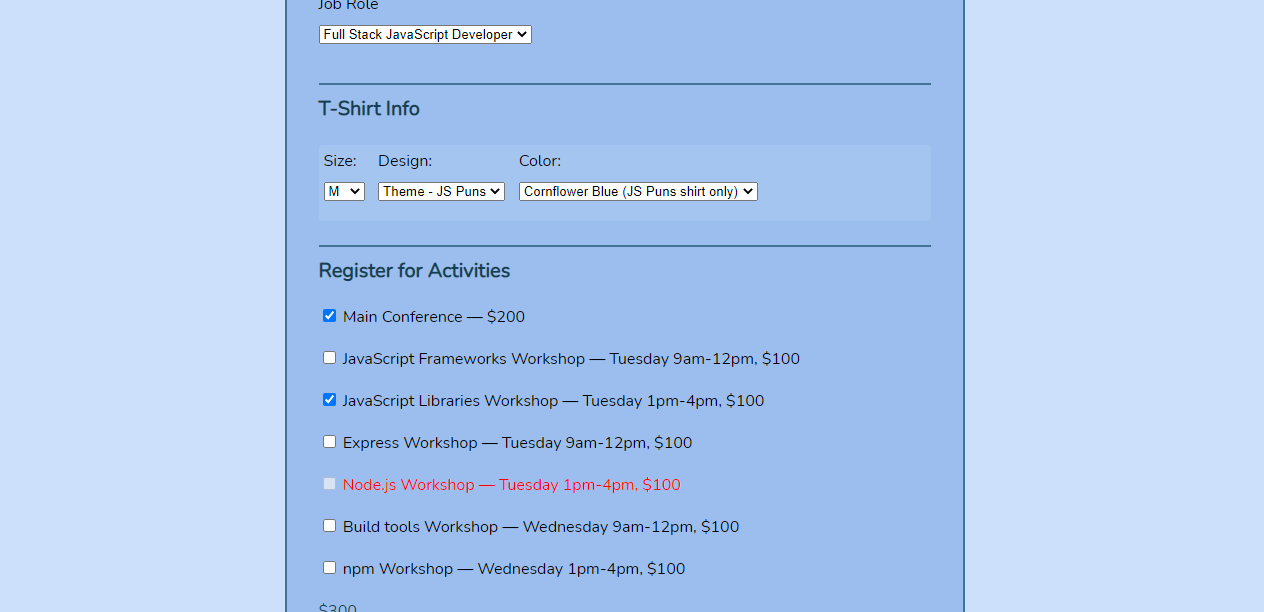 Job Role
Full Stack JavaScript Developer
T-Shirt Info
Size: Design: Color:
M Theme - JS Puns Cornflower Blue (JS Puns shirt only)
Register for Activities
Main Conference — $200
JavaScript Frameworks Workshop — Tuesday 9am-12pm, $100
JavaScript Libraries Workshop — Tuesday 1pm-4pm, $100
Express Workshop — Tuesday 9am-12pm, $100
Node.js Workshop — Tuesday 1pm-4pm, $100
Build tools Workshop — Wednesday 9am-12pm, $100
npm Workshop — Wednesday 1pm-4pm, $100
$300